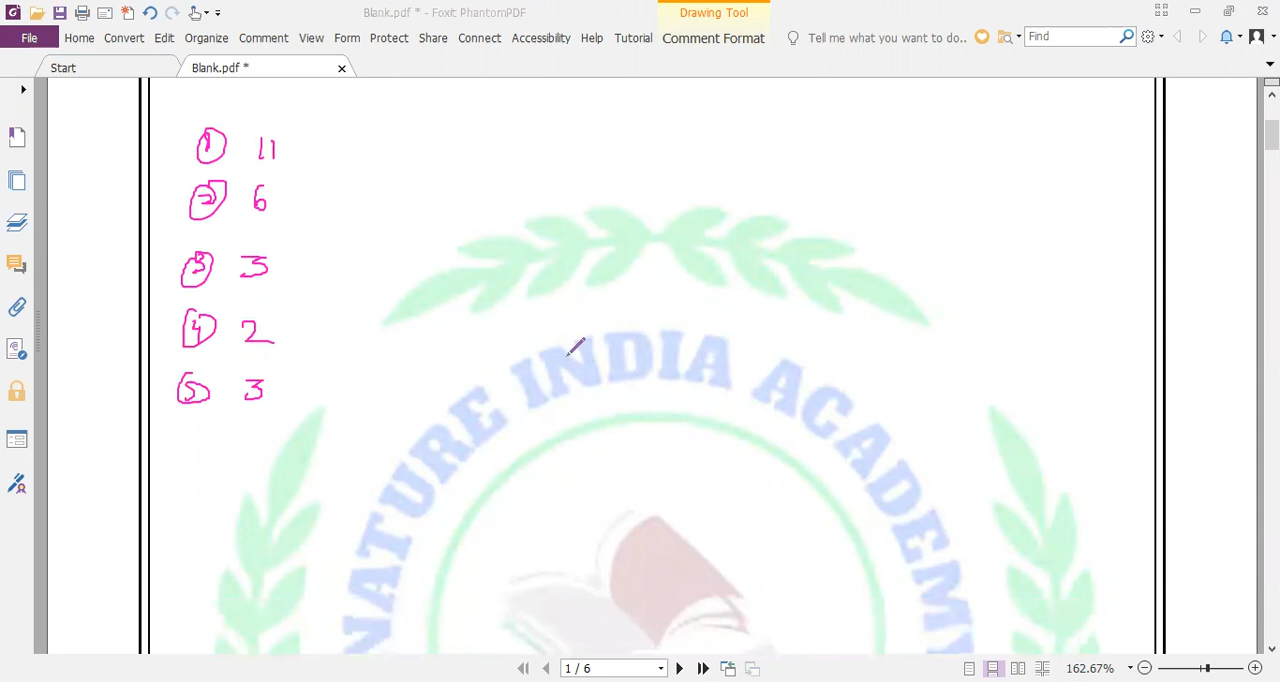 Blank.pdf * - Foxit PhantomPDF
Drawing Tool
File Home Convert Edit Organize Comment View Form Protect Share Connect Accessibility Help Tutorial Comment Format Tell me what you want to do.. Find
Start Blank.pdf *
1 11
2 6
3 3
4 2
5 3
NATURE INDIA ACADEMY
1 / 6 162.67%